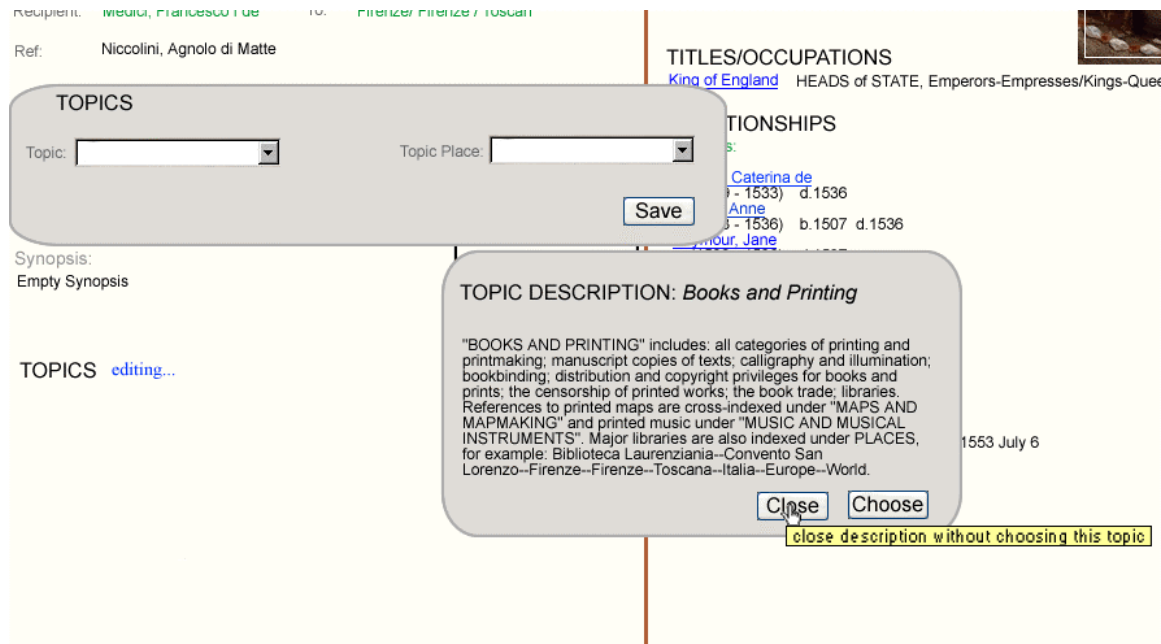 Recipient: Medici, Francesco I de' To: Firenze/ Firenze / Toscan
Ref: Niccolini, Agnolo di Matte
TOPICS
Topic:
Topic Place:
Save
Synopsis:
Empty Synopsis
TOPICS editing...
TITLES/OCCUPATIONS
King of England HEADS of STATE, Emperors-Empresses/Kings-Quee
TIONSHIPS
s:
Caterina de
- 1533) d.1536
Anne
- 1536) b.1507 d.1536
mour, Jane
TOPIC DESCRIPTION: Books and Printing
"BOOKS AND PRINTING" includes: all categories of printing and
printmaking; manuscript copies of texts; calligraphy and illumination;
bookbinding; distribution and copyright privileges for books and
prints; the censorship of printed works; the book trade; libraries.
References to printed maps are cross-indexed under "MAPS AND
MAPMAKING" and printed music under "MUSIC AND MUSICAL
INSTRUMENTS". Major libraries are also indexed under PLACES,
for example: Biblioteca Laurenziania--Convento San
Lorenzo--Firenze--Firenze--Toscana--Italia--Europe--World.
1553 July 6
Close Choose
close description without choosing this topic